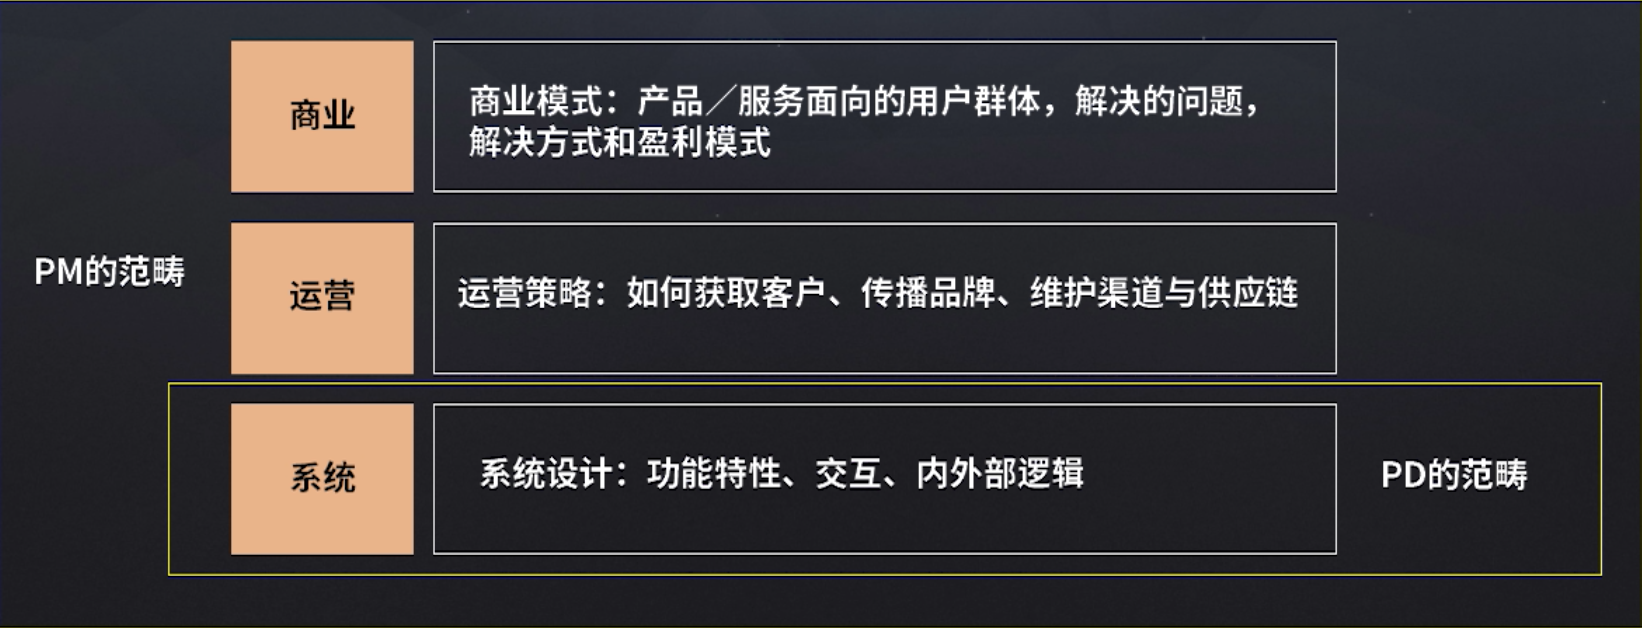 商业
商业模式：产品／服务面向的用户群体，解决的问题，
解决方式和盈利模式
PM的范畴
运营
运营策略：如何获取客户、传播品牌、维护渠道与供应链
系统
系统设计：功能特性、交互、内外部逻辑
PD的范畴